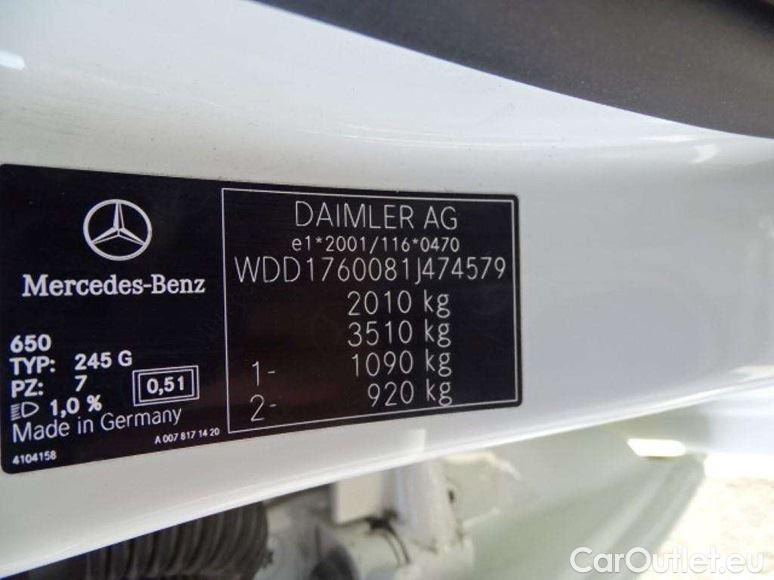 Mercedes-Benz
650
TYP: 245 G
PZ: 7
0,51
1,0 %
Made in Germany
A 007 817 14 20
4104158
DAIMLER AG
e1*2001/116*0470
WDD1760081J474579
2010 kg
3510 kg
1- 1090 kg
2- 920 kg
CarOutlet.eu